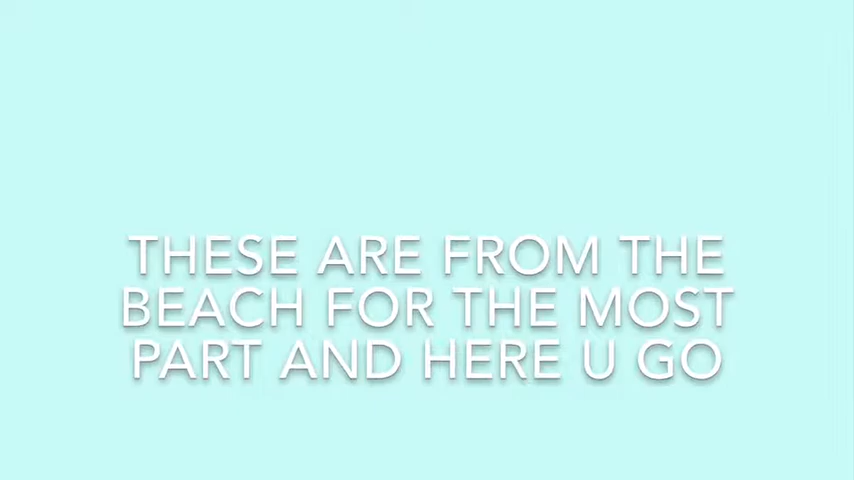 THESE ARE FROM THE
BEACH FOR THE MOST
PART AND HERE U GO